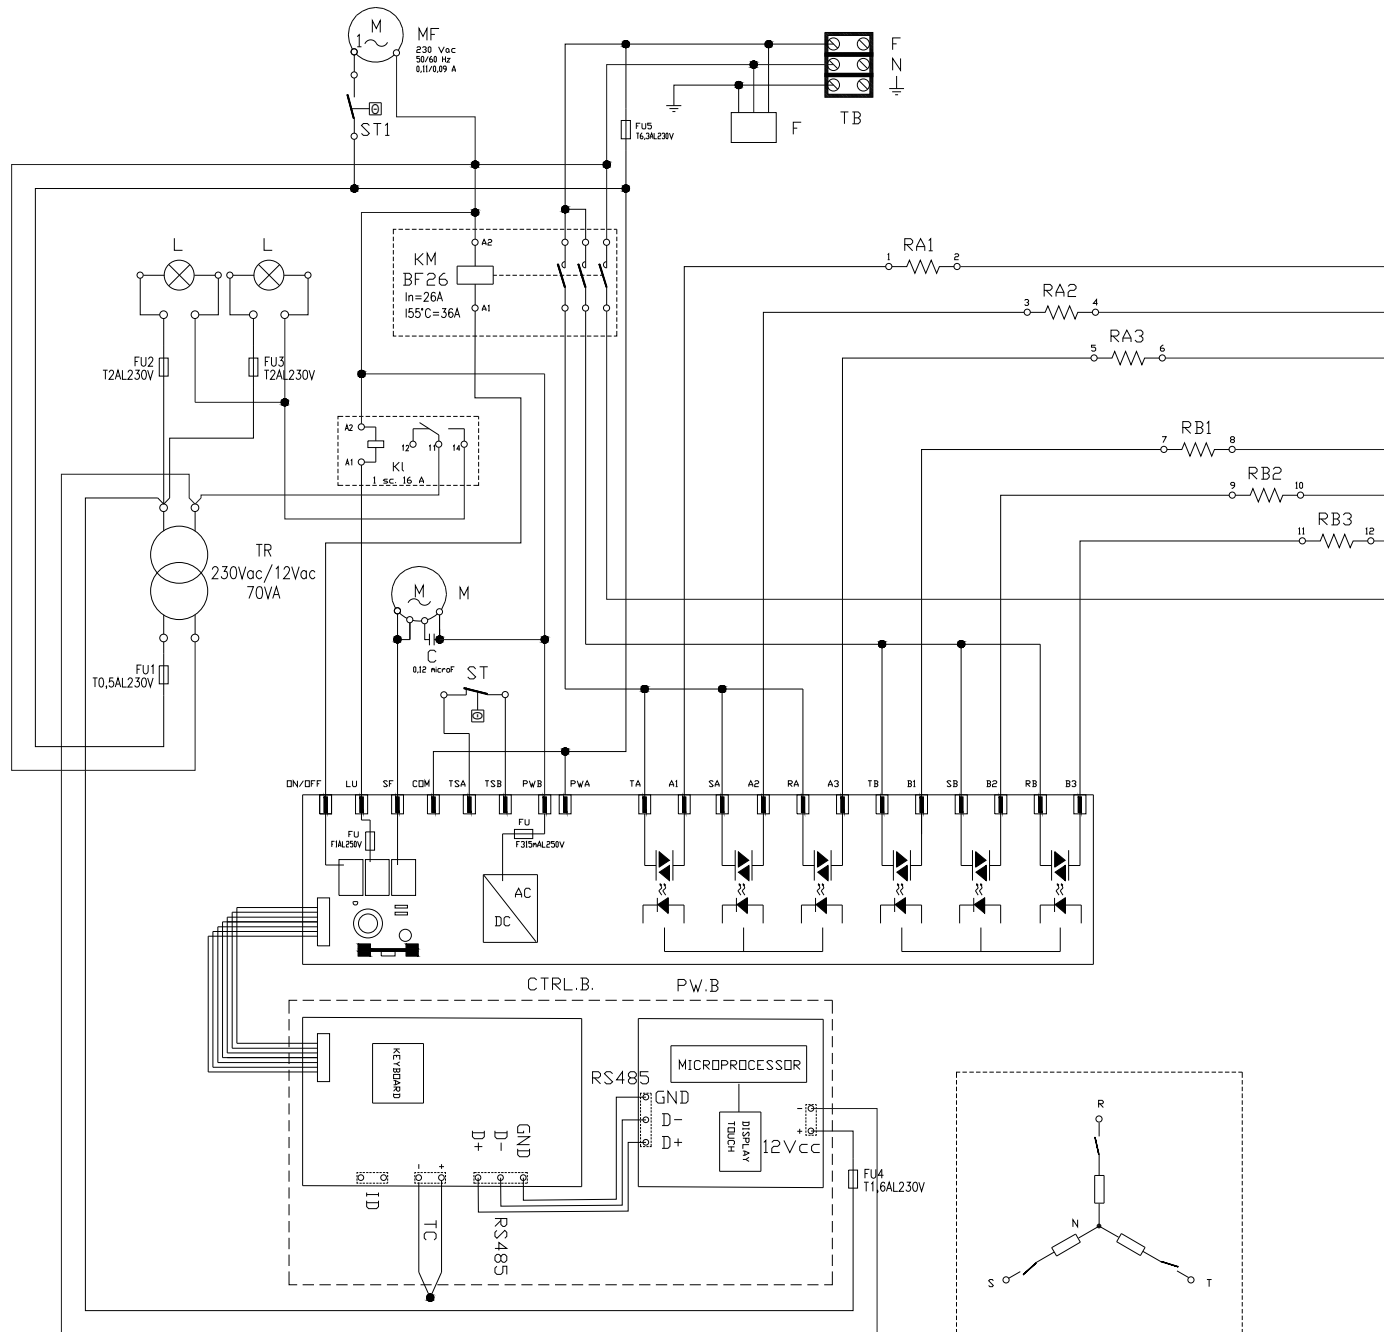 M
1
MF
230 Vac
50/60 Hz
0,11/0,09 A
ST1
FU5
T6,3AL230V
F
N
TB
F
L
L
KM
BF26
In=26A
I55°C=36A
A2
A1
RA1
1
2
RA2
3
4
RA3
5
6
RB1
7
8
RB2
9
10
RB3
11
12
FU2
T2AL230V
FU3
T2AL230V
A2
A1
12
11
14
Kl
1 sc. 16 A
TR
230Vac/12Vac
70VA
M
M
C
0,12 microF
FU1
T0,5AL230V
ST
ON/OFF
LU
SF
COM
TSA
TSB
PWB
PWA
TA
A1
SA
A2
RA
A3
TB
B1
SB
B2
RB
B3
FU
F1AL250V
FU
F315mAL250V
AC
DC
CTRL.B.
PW.B
KEYBOARD
MICROPROCESSOR
DISPLAY
TOUCH
RS485
GND
D-
D+
-
+
12Vcc
D+
D-
GND
-
+
ID
TC
RS485
FU4
T1,6AL230V
R
N
S
T